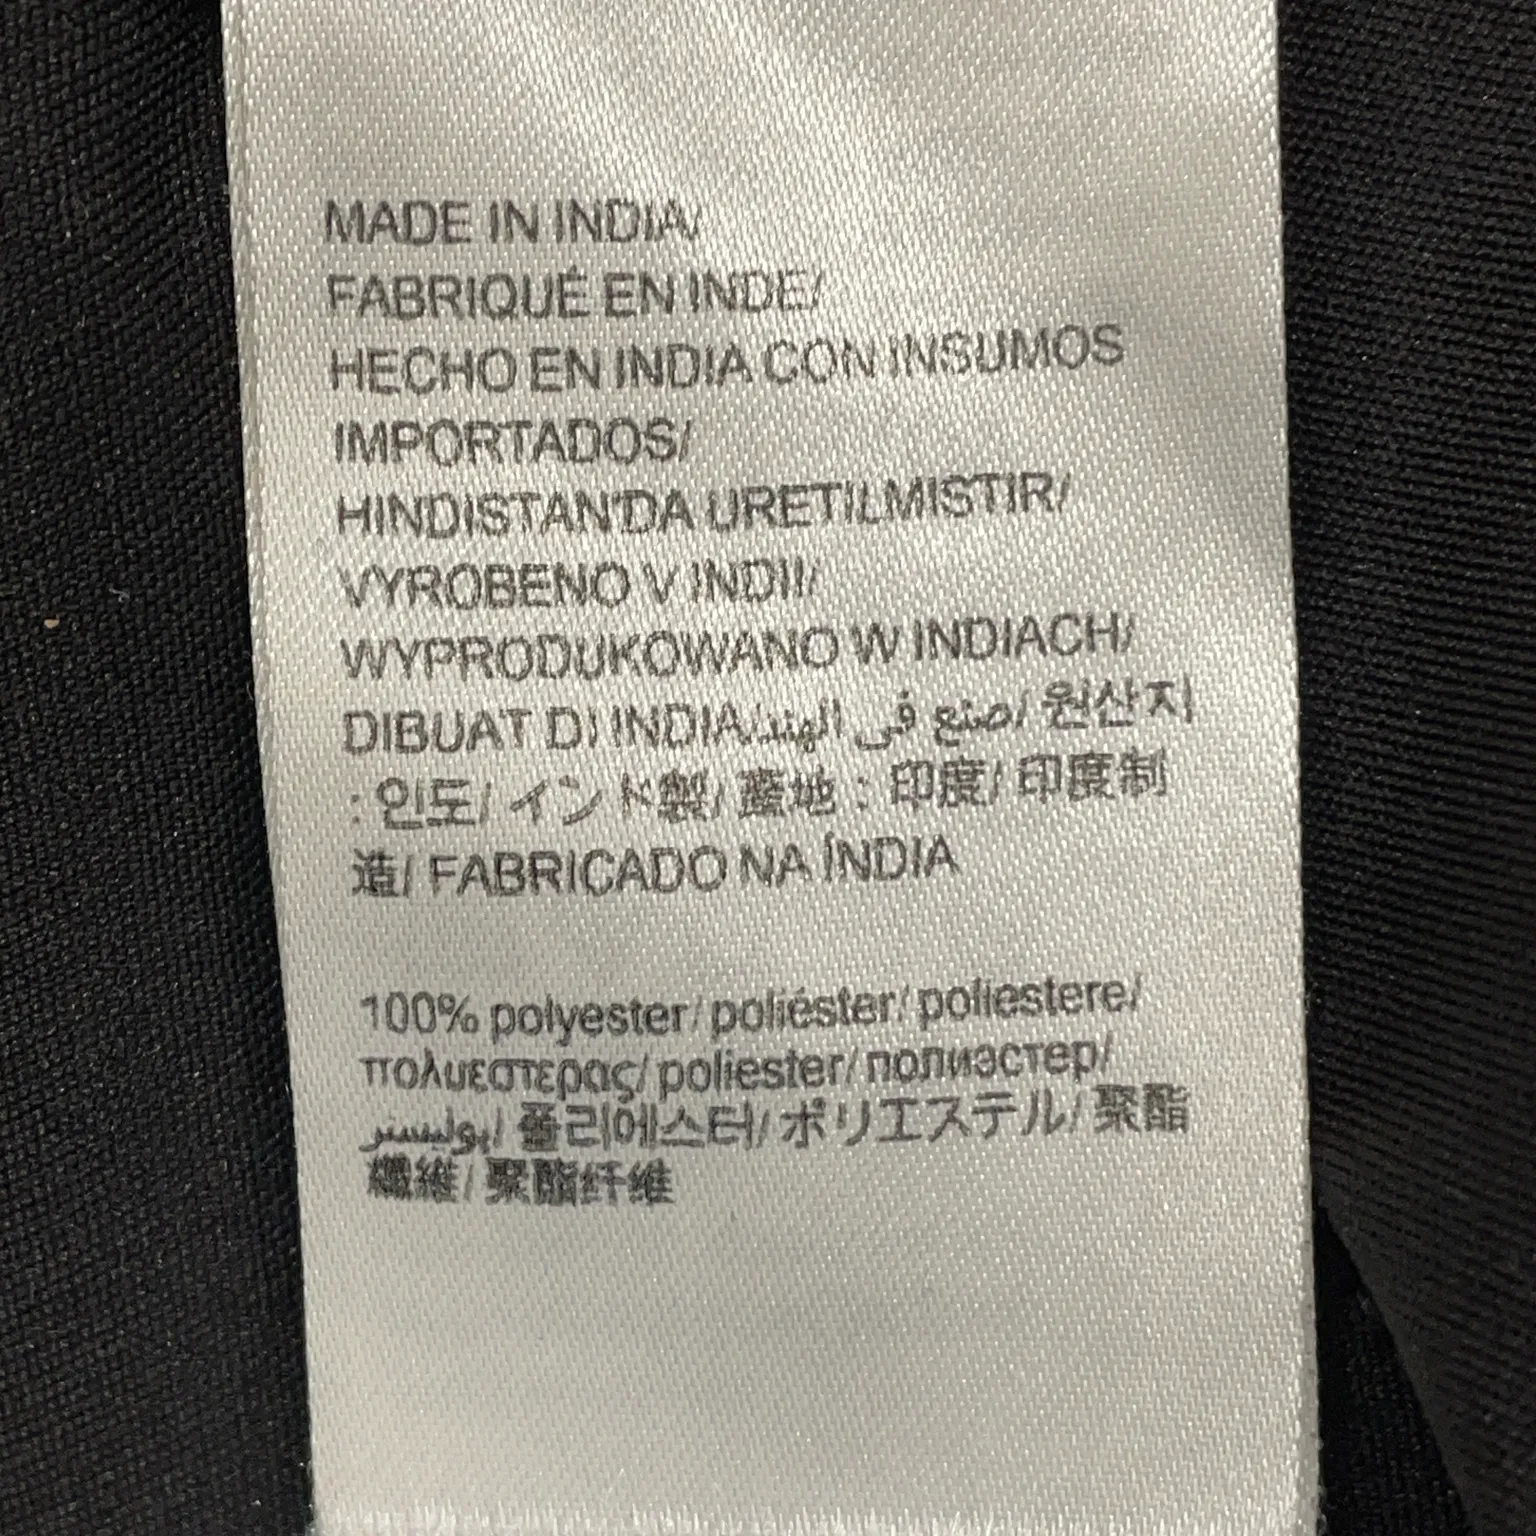 MADE IN INDIA/
FABRIQUÉ EN INDE/
HECHO EN INDIA CON INSUMOS
IMPORTADOS/
HINDISTAN'DA URETILMISTIR/
VYROBENO V INDII/
WYPRODUKOWANO W INDIACH/
DIBUAT DI INDIA/صنع في الهند/ 원산지
: 인도/ インド製/ 產地 : 印度/ 印度制
造/ FABRICADO NA ÍNDIA
100% polyester/ poliéster/ poliestere/
πολυεστερας/ poliester/ полиэстер/
بوليستر/ 폴리에스터/ ポリエステル/ 聚酯
纖維/ 聚酯纤维